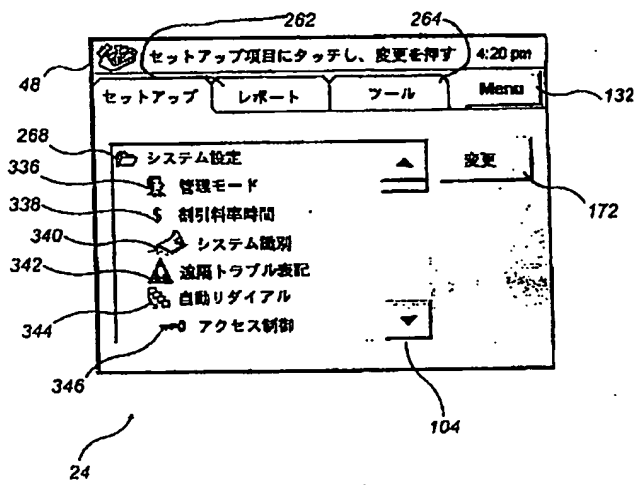 262
264
48
セットアップ項目にタッチし、変更を押す 4:20 pm
セットアップ レポート ツール Menu
132
268
システム設定
変更
336
管理モード
172
338
$ 割引料率時間
340
システム識別
342
遠隔トラブル表記
344
自動リダイアル
346
アクセス制御
104
24